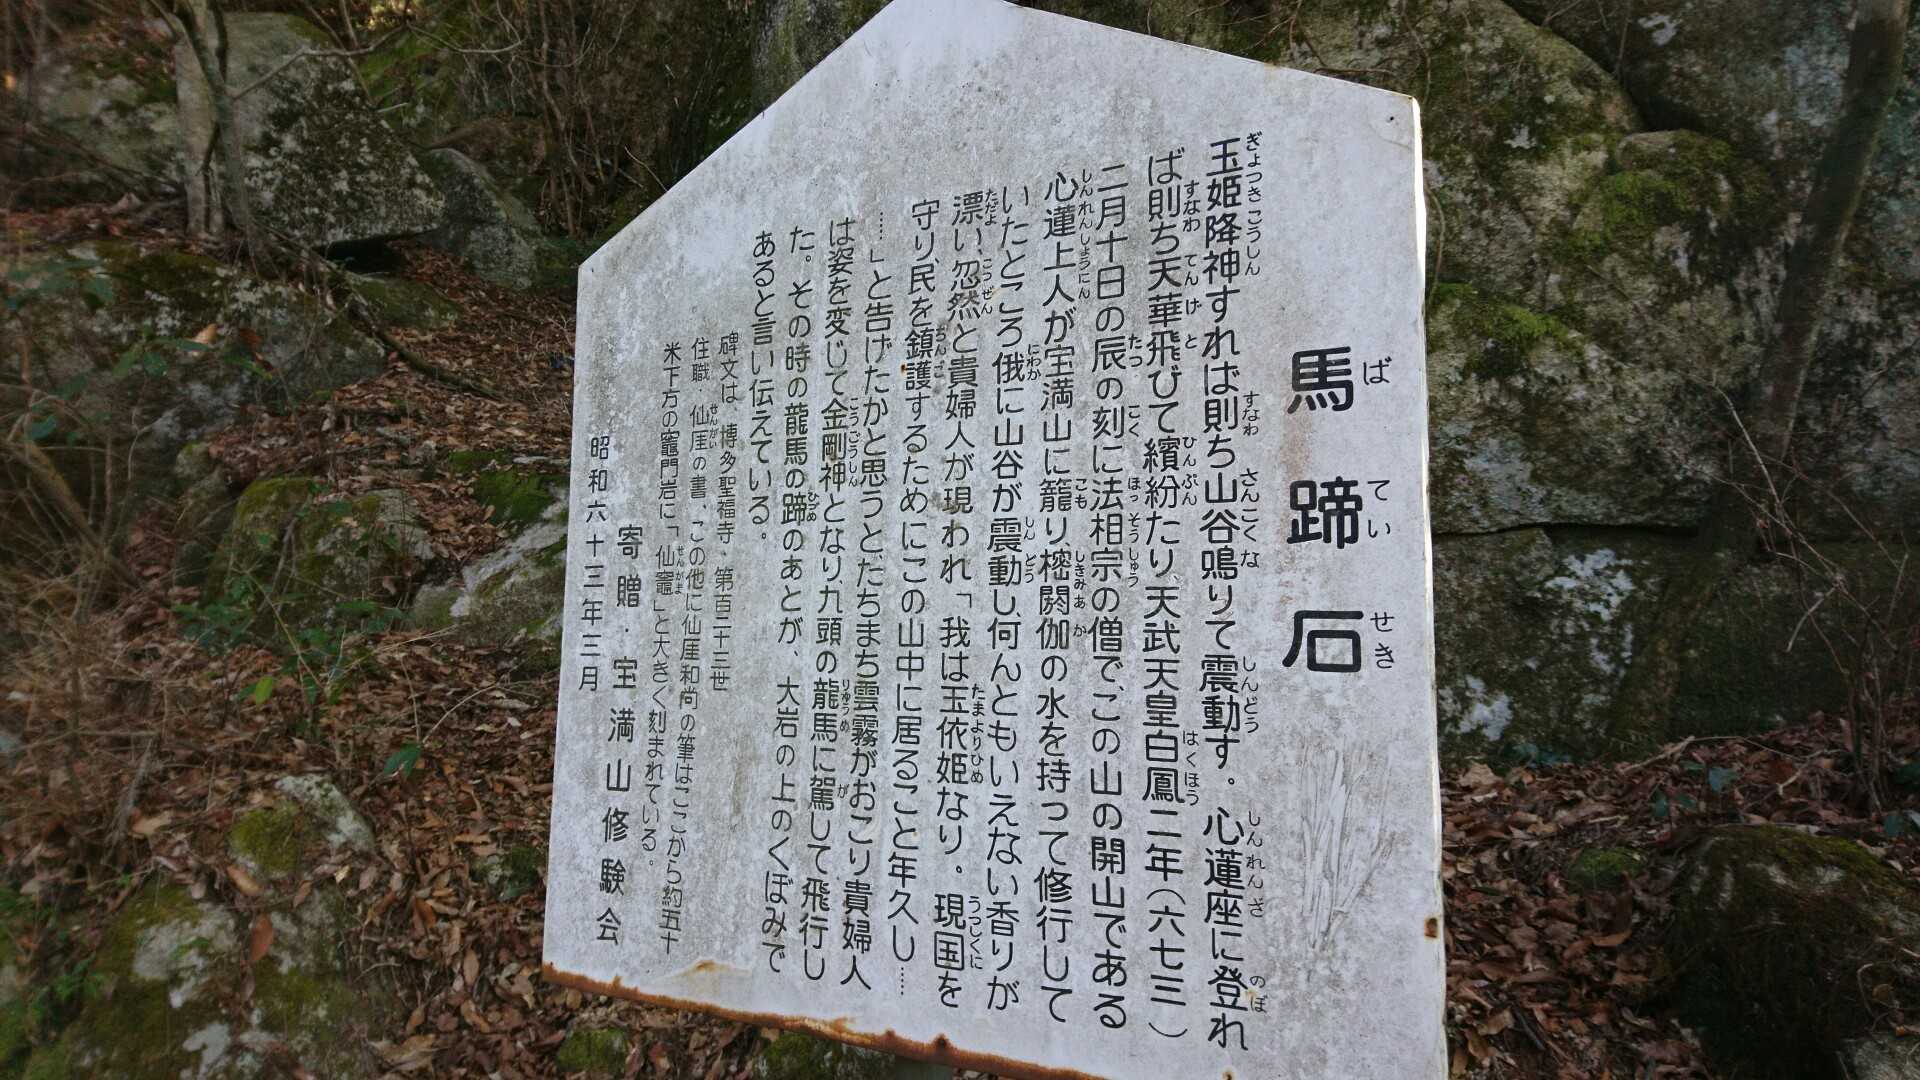 馬蹄石
ばていせき
玉姫降神すれば則ち山谷鳴りて震動す。心蓮座に登れ
ば則ち天華飛びて繽紛たり、天武天皇白鳳二年(六七三)
二月十日の辰の刻に法相宗の僧で、この山の開山である
心蓮上人が宝満山に籠り、樒閼伽の水を持って修行して
いたところ俄に山谷が震動し、何んともいえない香りが
漂い、忽然と貴婦人が現われ「我は玉依姫なり。現国を
守り、民を鎮護するためにこの山中に居ること年久し……
……」と告げたかと思うと、たちまち雲霧がおこり貴婦人
は姿を変じて金剛神となり、九頭の龍馬に駕して飛行し
た。その時の龍馬の蹄のあとが、大岩の上のくぼみで
あると言い伝えている。
碑文は、博多聖福寺・第百二十三世
住職 仙厓の書、この他に仙厓和尚の筆はここから約五十
米下方の竈門岩に「仙竈」と大きく刻まれている。
寄贈・宝満山修験会
昭和六十三年三月